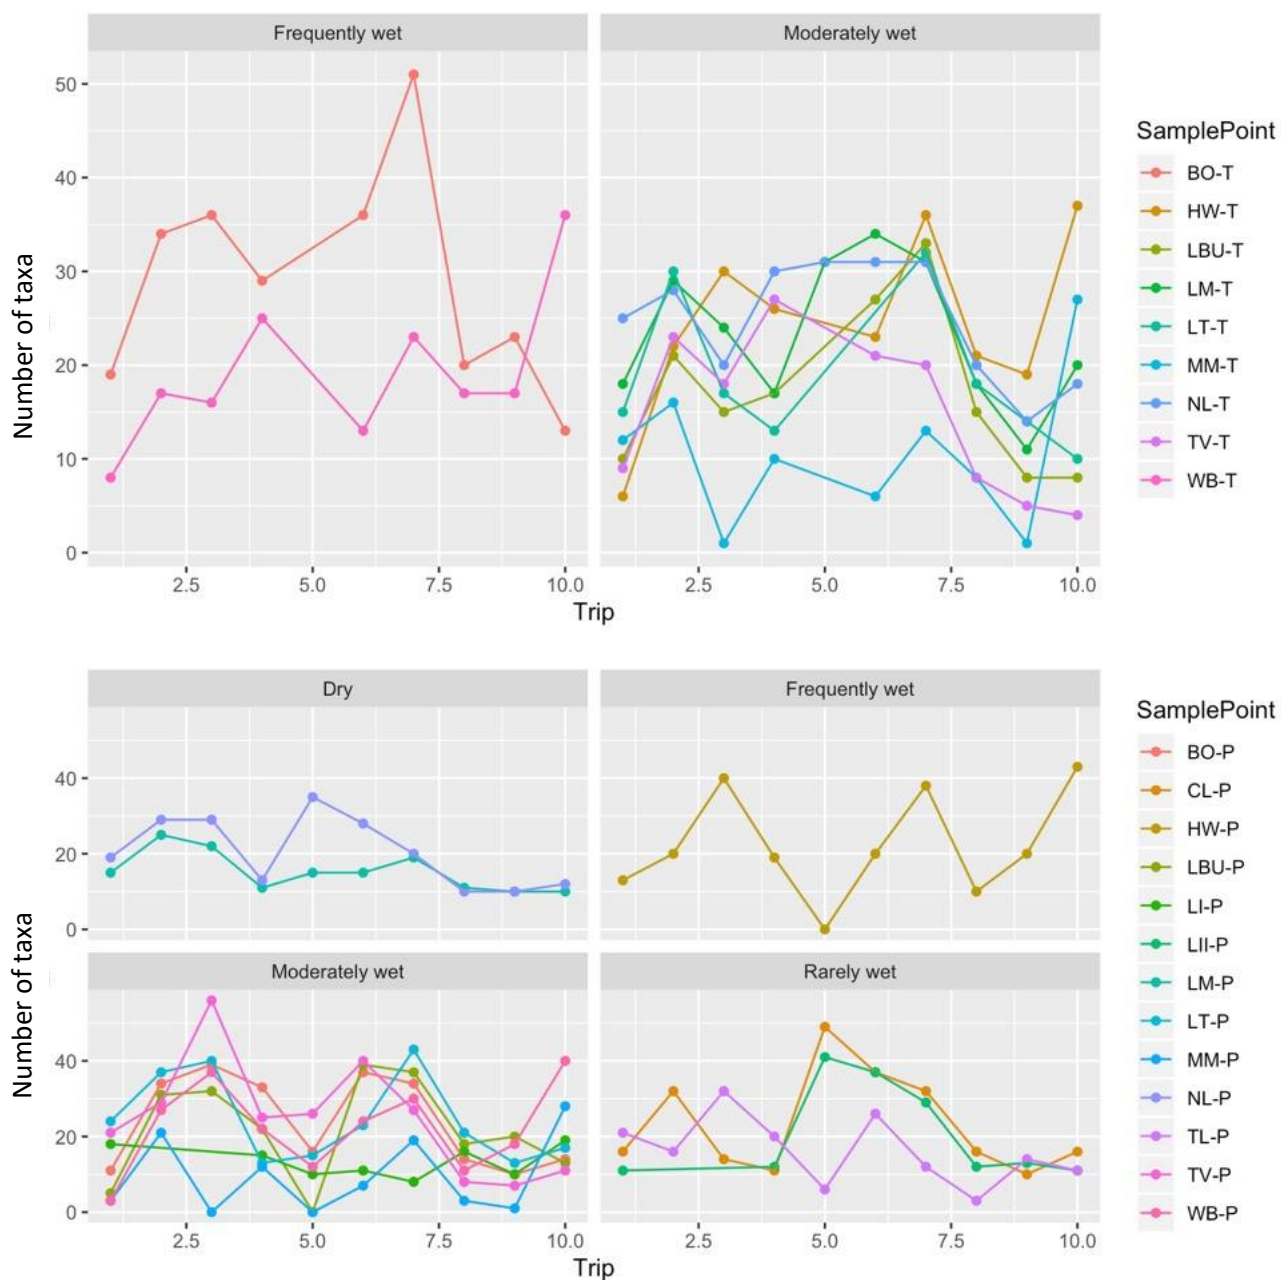 Frequently wet
Moderately wet
Number of taxa
50
40
30
20
10
0
2.5 5.0 7.5 10.0
2.5 5.0 7.5 10.0
Trip
SamplePoint
BO-T
HW-T
LBU-T
LM-T
LT-T
MM-T
NL-T
TV-T
WB-T
Dry
Frequently wet
Number of taxa
40
20
0
Moderately wet
Rarely wet
40
20
0
2.5 5.0 7.5 10.0
2.5 5.0 7.5 10.0
Trip
SamplePoint
BO-P
CL-P
HW-P
LBU-P
LI-P
LII-P
LM-P
LT-P
MM-P
NL-P
TL-P
TV-P
WB-P